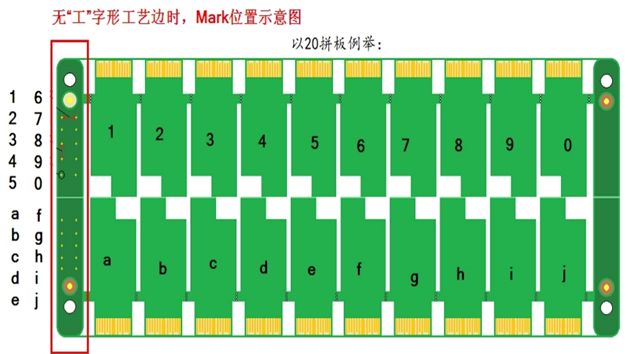 无“工”字形工艺边时，Mark位置示意图
以20拼板例举：
1 6
2 7
3 8
4 9
5 0
a f
b g
c h
d i
e j
1 2 3 4 5 6 7 8 9 0
a b c d e f g h i j